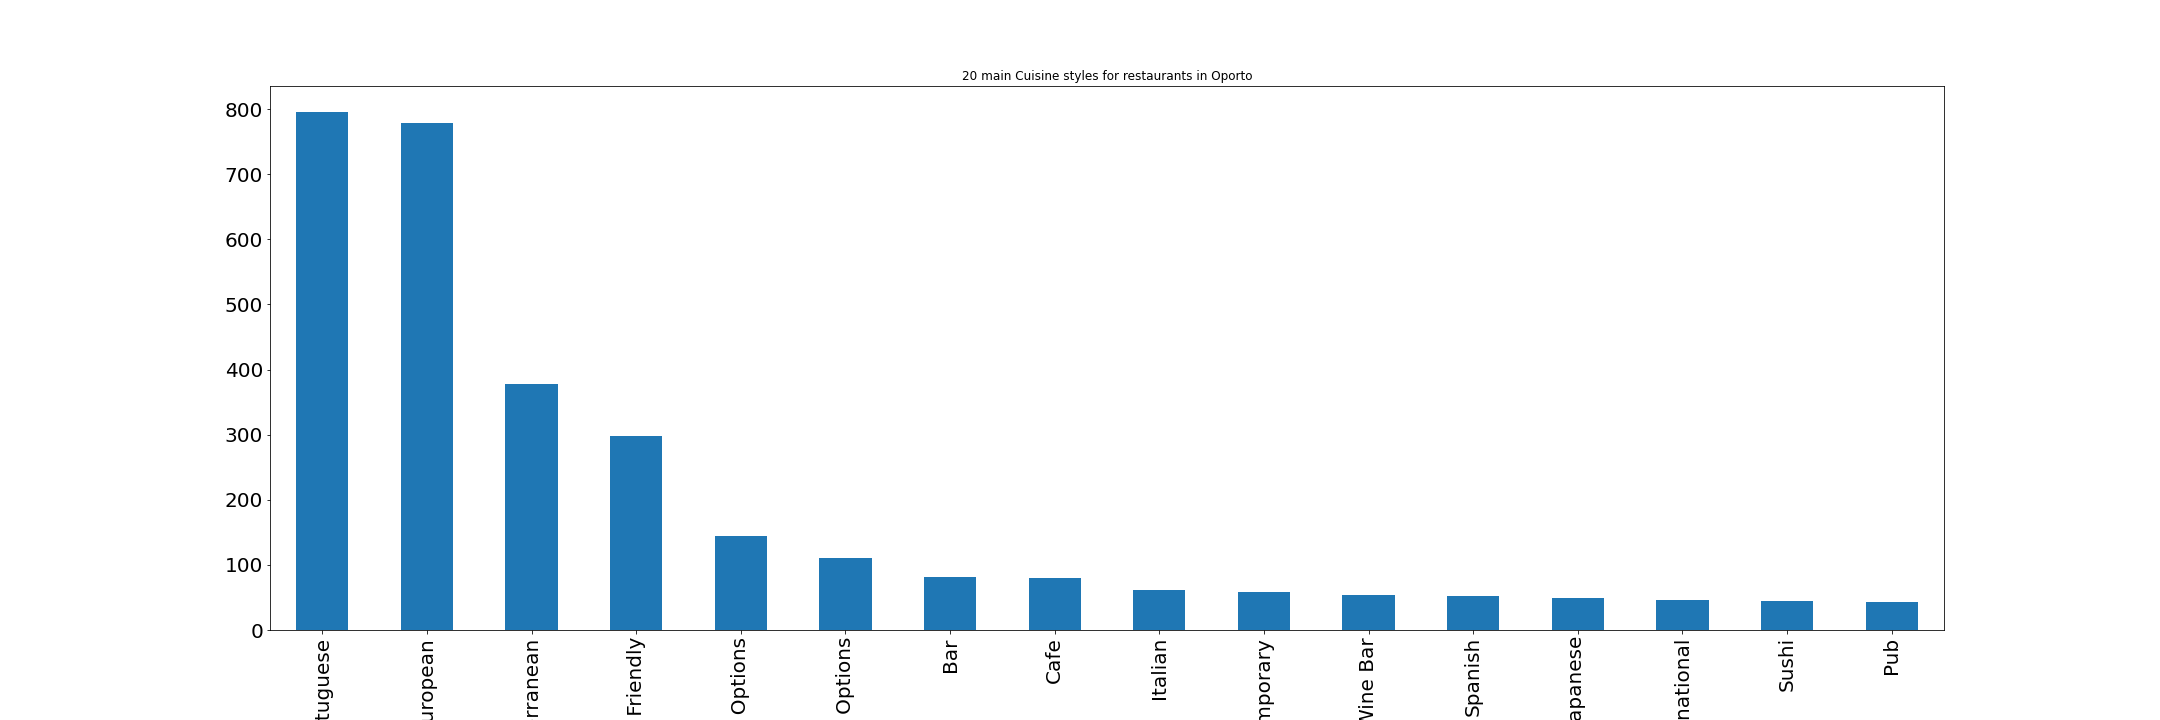 20 main Cuisine styles for restaurants in Oporto
800
700
600
500
400
300
200
100
0
tuguese
uropean
rranean
Friendly
Options
Options
Bar
Cafe
Italian
mporary
Wine Bar
Spanish
apanese
national
Sushi
Pub